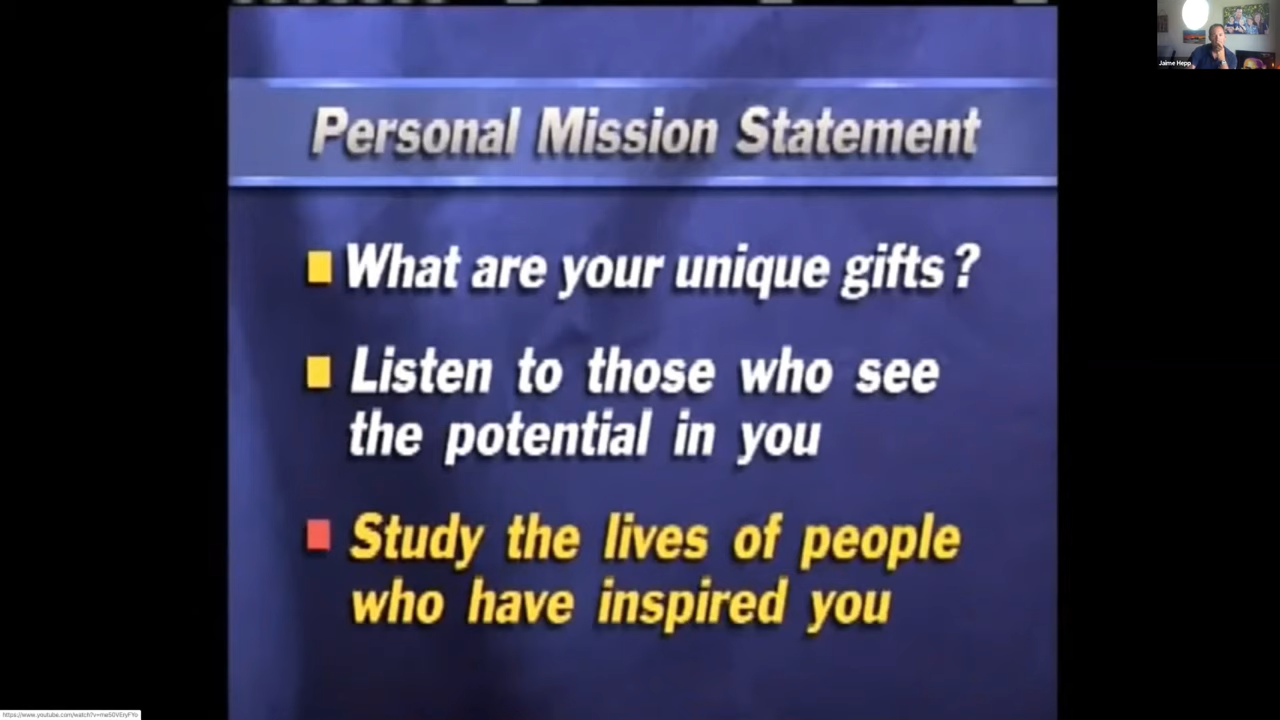 Jaime Hepp
Personal Mission Statement
What are your unique gifts?
Listen to those who see
the potential in you
Study the lives of people
who have inspired you